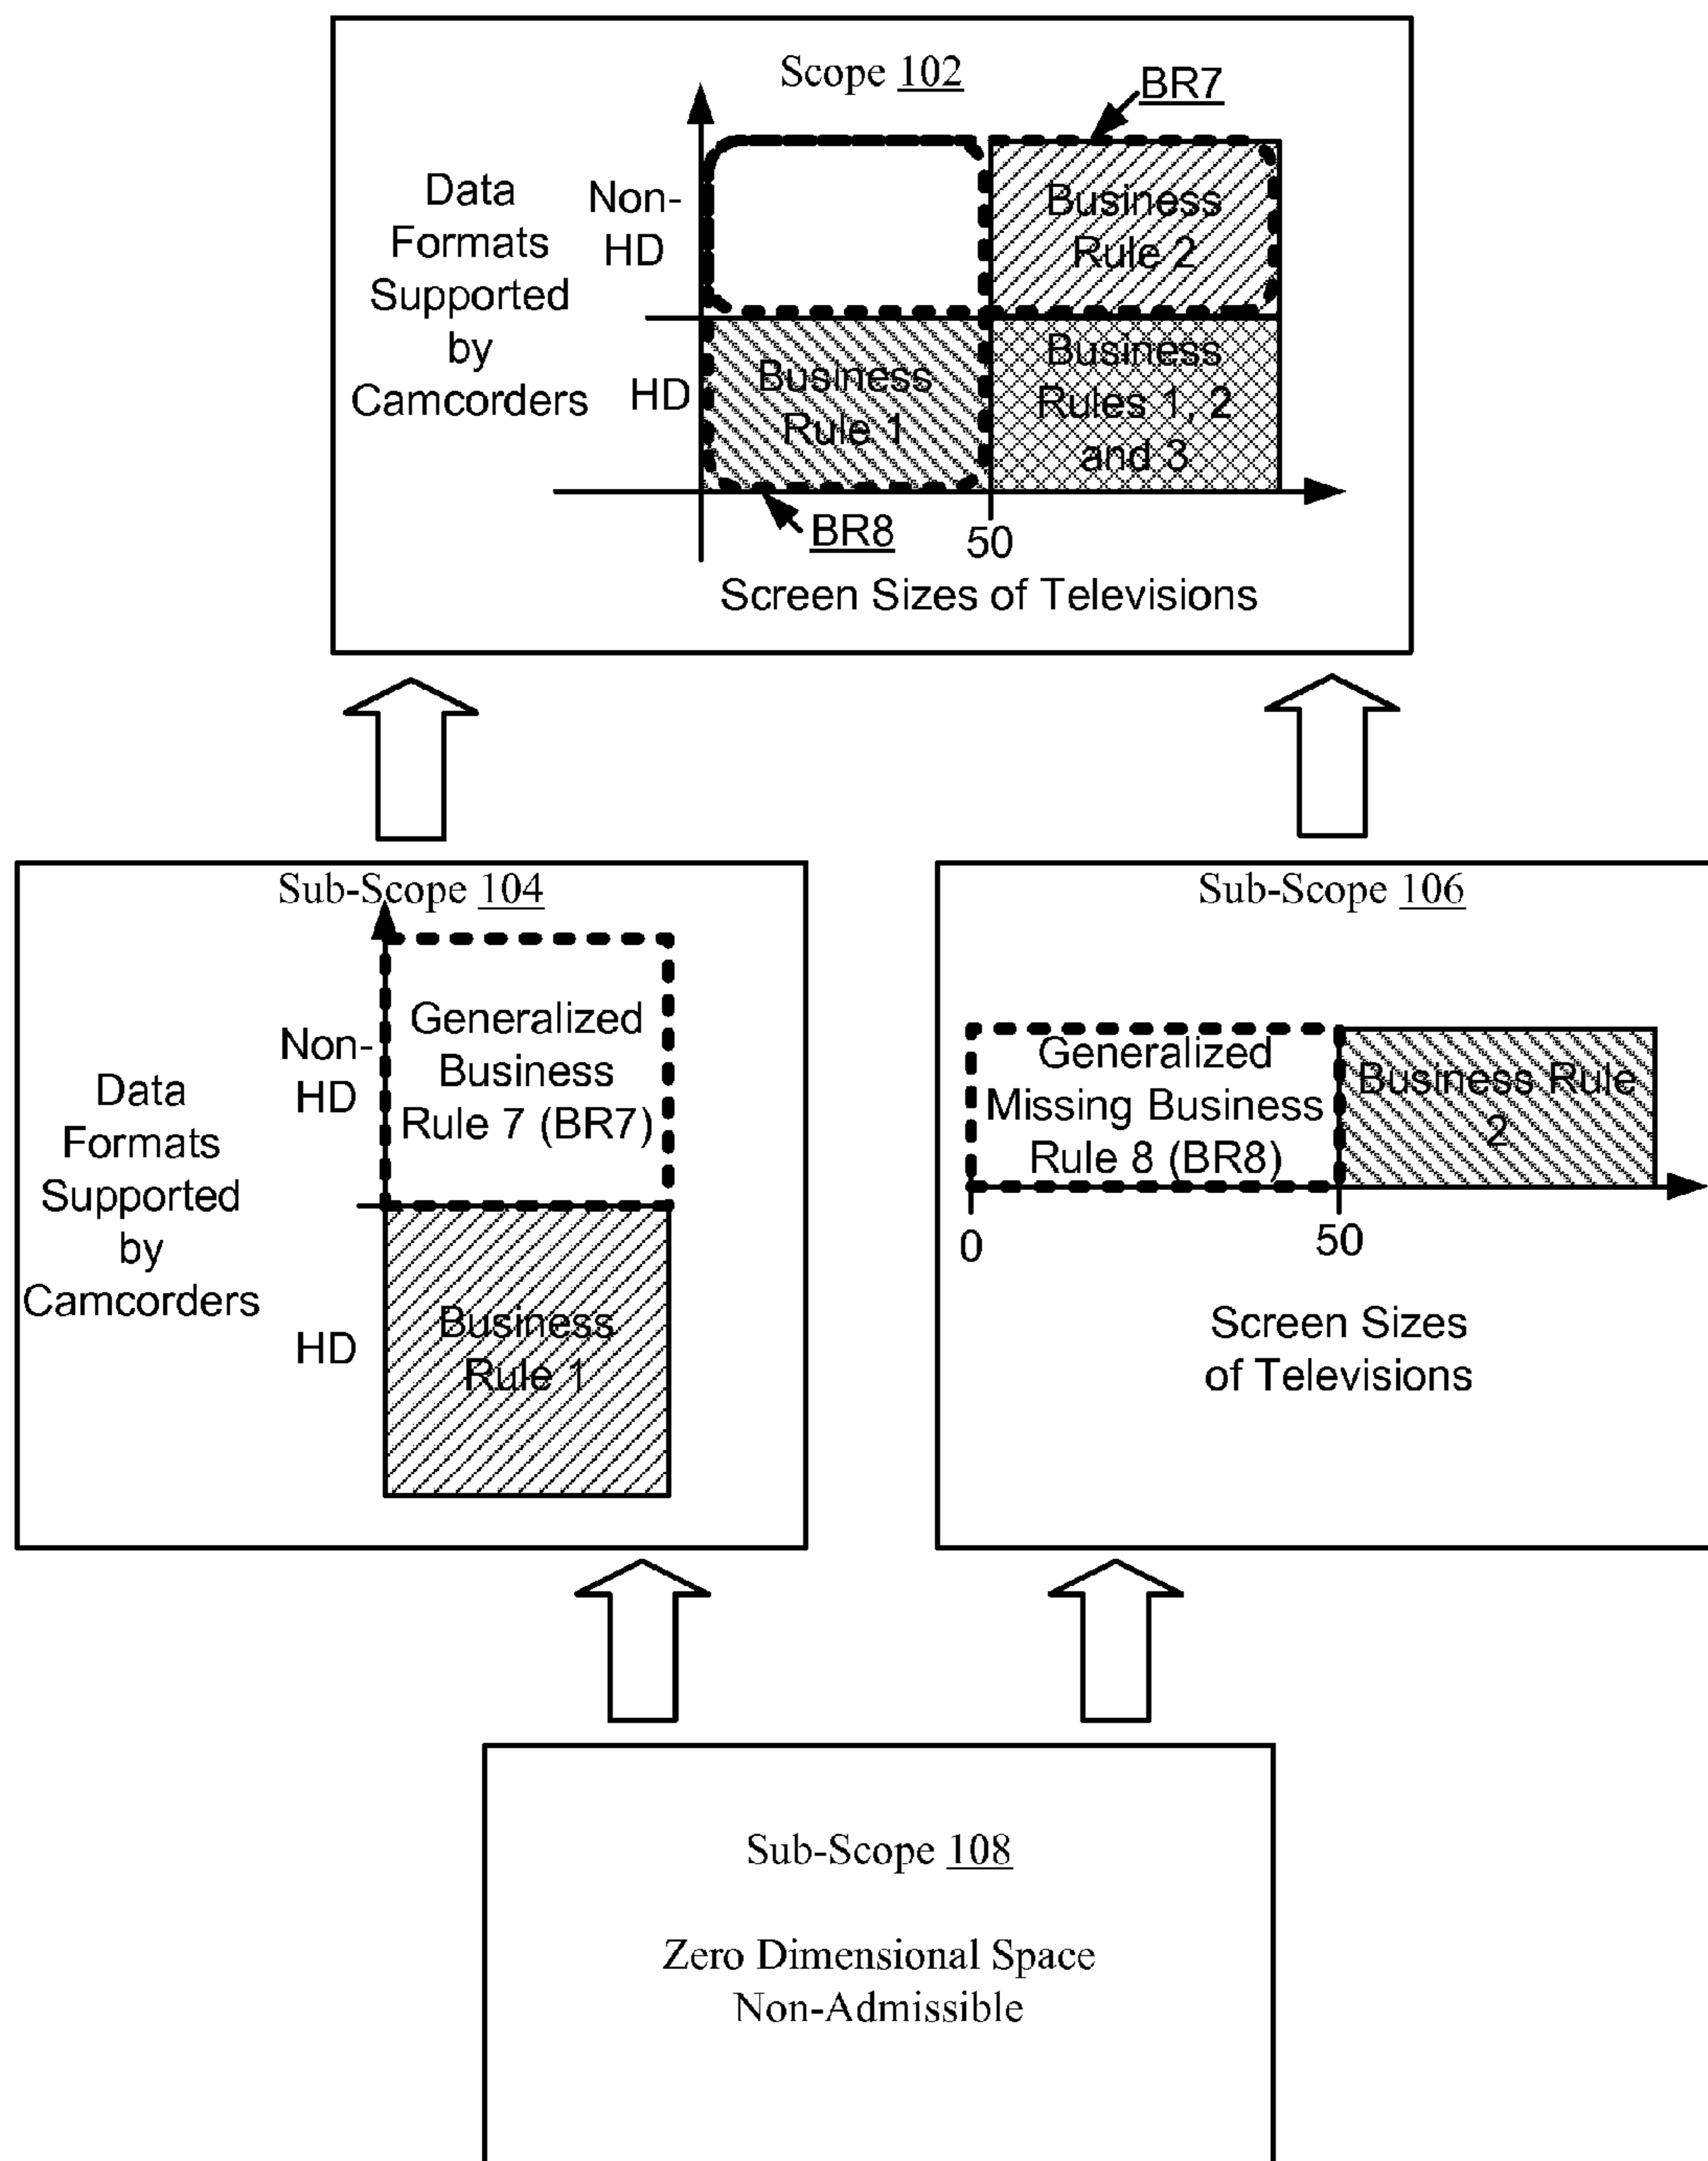 Scope 102
BR7
Data
Formats
Supported
by
Camcorders
Non-
HD
HD
Business
Rule 2
Business
Rule 1
Business
Rules 1, 2
and 3
BR8
50
Screen Sizes of Televisions
Sub-Scope 104
Data
Formats
Supported
by
Camcorders
Non-
HD
HD
Generalized
Business
Rule 7 (BR7)
Business
Rule 1
Sub-Scope 106
Generalized
Missing Business
Rule 8 (BR8)
Business Rule
2
0
50
Screen Sizes
of Televisions
Sub-Scope 108
Zero Dimensional Space
Non-Admissible